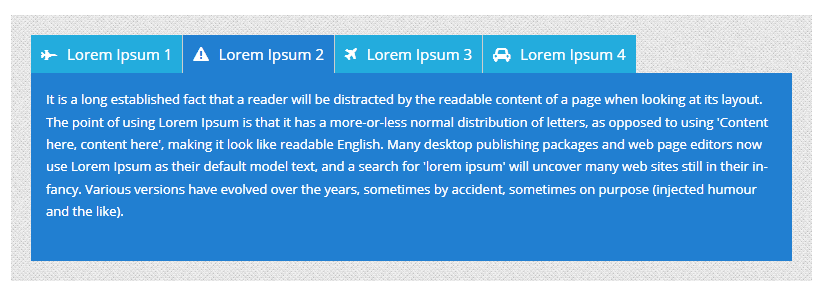 Lorem Ipsum 1 Lorem Ipsum 2 Lorem Ipsum 3 Lorem Ipsum 4
It is a long established fact that a reader will be distracted by the readable content of a page when looking at its layout.
The point of using Lorem Ipsum is that it has a more-or-less normal distribution of letters, as opposed to using 'Content
here, content here', making it look like readable English. Many desktop publishing packages and web page editors now
use Lorem Ipsum as their default model text, and a search for 'lorem ipsum' will uncover many web sites still in their in-
fancy. Various versions have evolved over the years, sometimes by accident, sometimes on purpose (injected humour
and the like).